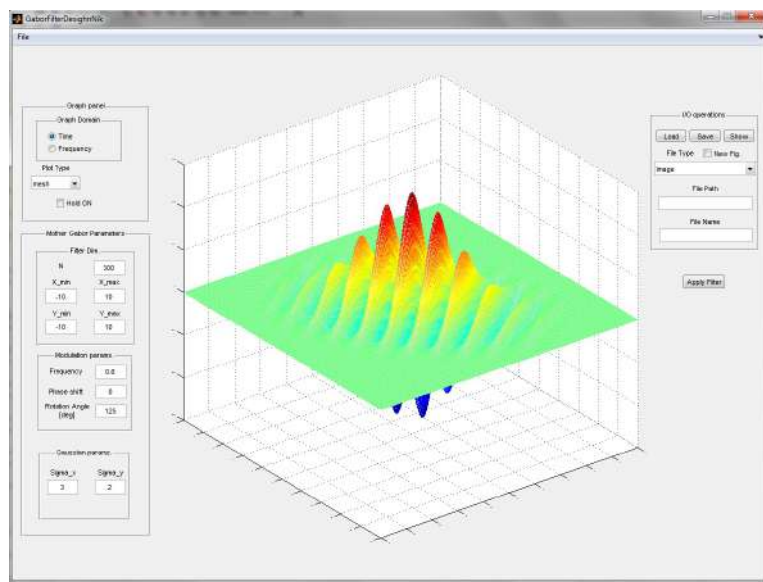 GaborFilterDesighnrNik
File
Graph panel
Graph Domain
Time
Frequency
Plot Type
mesh
Hold ON
Mother Gabor Parameters
Filter Dim
N 300
X_min X_max
-10 10
Y_min Y_max
-10 10
Modulation params
Frequency 0.8
Phase shift 0
Rotation Angle 125
[deg]
Gaussian params
Sigma_x Sigma_y
3 2
I/O operations
Load Save Show
File Type New Fig
Image
File Path
File Name
Apply Filter